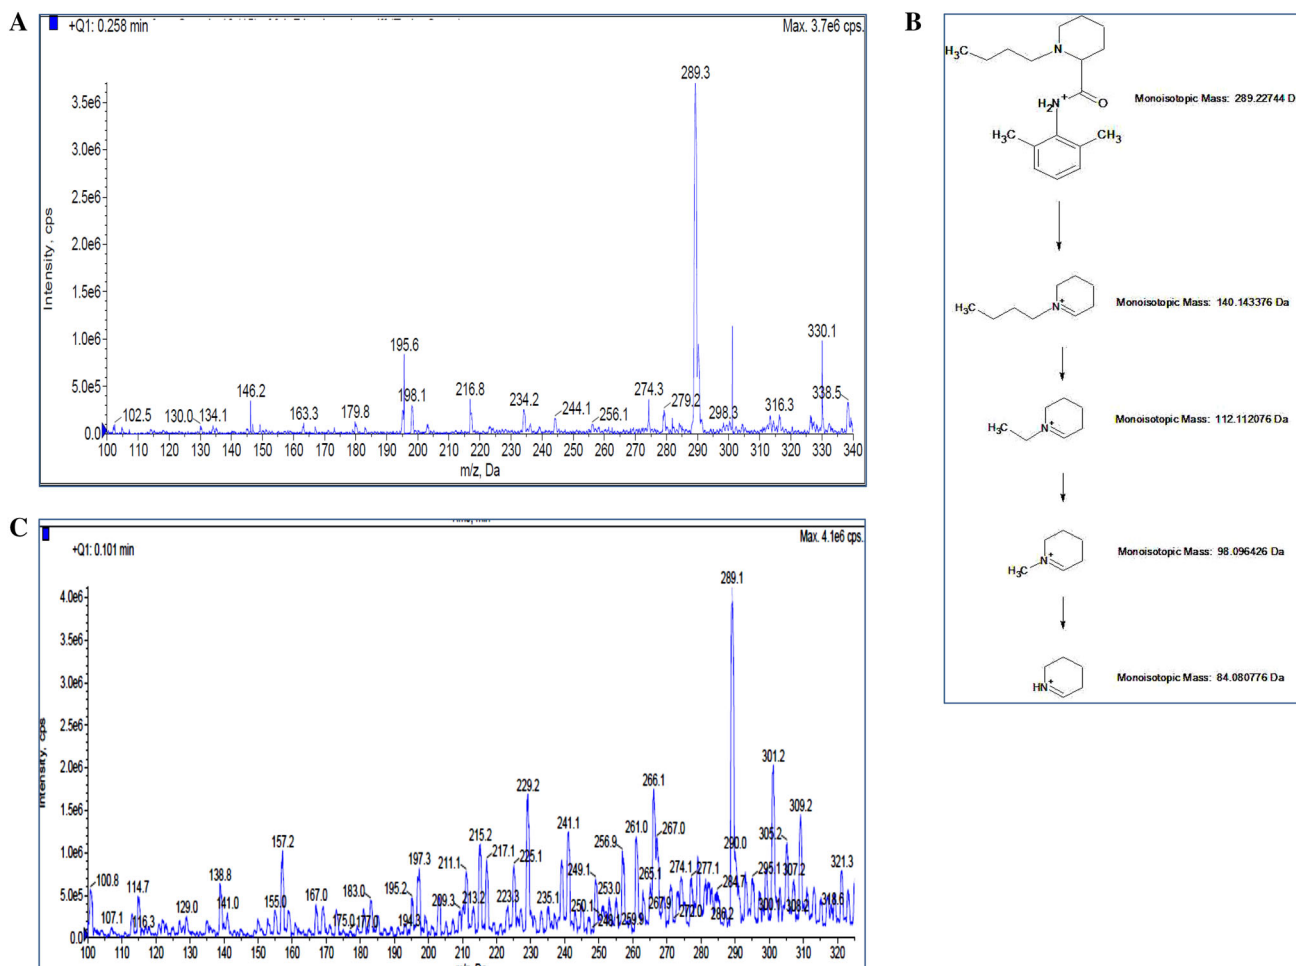 A
+Q1: 0.258 min
Max. 3.7e6 cps.
289.3
3.5e6
3.0e6
2.5e6
2.0e6
1.5e6
1.0e6
5.0e5
0.0
Intensity, cps
195.6
330.1
146.2
198.1
216.8
274.3
279.2
338.5
102.5
130.0
134.1
163.3
179.8
234.2
244.1
256.1
298.3
316.3
100 110 120 130 140 150 160 170 180 190 200 210 220 230 240 250 260 270 280 290 300 310 320 330 340
m/z, Da
B
H3C
N
H2N+
O
H3C
CH3
Monoisotopic Mass: 289.22744 D
H3C
N+
Monoisotopic Mass: 140.143376 Da
H3C
N+
Monoisotopic Mass: 112.112076 Da
H3C
N+
Monoisotopic Mass: 98.096426 Da
HN+
Monoisotopic Mass: 84.080776 Da
C
+Q1: 0.101 min
Max. 4.1e6 cps.
289.1
4.0e6
3.5e6
3.0e6
2.5e6
2.0e6
1.5e6
1.0e6
5.0e5
0.0
Intensity, cps
301.2
266.1
229.2
309.2
241.1
261.0
267.0
290.0
305.2
157.2
215.2
217.1
256.9
197.3
211.1
225.1
249.1
265.1
274.1
277.1
284.7
295.1
307.2
321.3
100.8
114.7
138.8
183.0
195.2
209.3
213.2
223.3
235.1
253.0
250.1
267.9
272.0
286.2
300.1
308.2
318.6
107.1
116.3
129.0
141.0
155.0
167.0
175.0
177.0
194.3
248.1
259.9
100 110 120 130 140 150 160 170 180 190 200 210 220 230 240 250 260 270 280 290 300 310 320